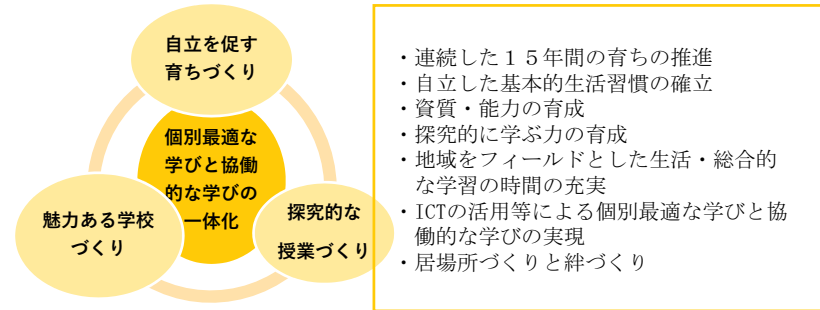 自立を促す
育ちづくり
個別最適な
学びと協働
的な学びの
一体化
魅力ある学校
づくり
探究的な
授業づくり
・連続した１５年間の育ちの推進
・自立した基本的生活習慣の確立
・資質・能力の育成
・探究的に学ぶ力の育成
・地域をフィールドとした生活・総合的
な学習の時間の充実
・ICTの活用等による個別最適な学びと協
働的な学びの実現
・居場所づくりと絆づくり